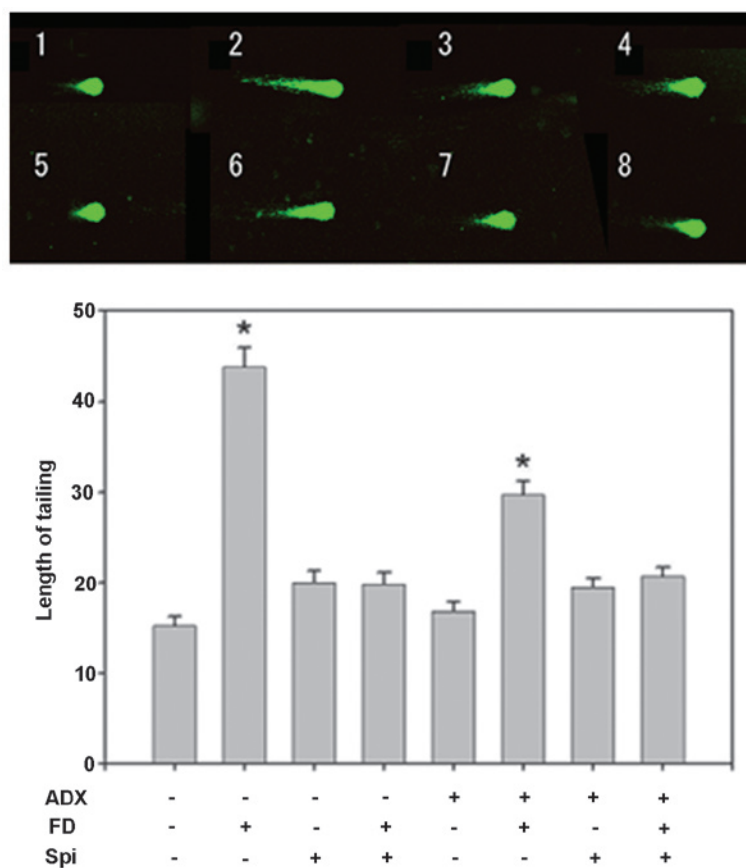 1 2 3 4
5 6 7 8
50
*
40
*
30
Length of tailing
20
10
0
ADX - - - - + + + +
FD - + - + - + - +
Spi - - + + - - + +